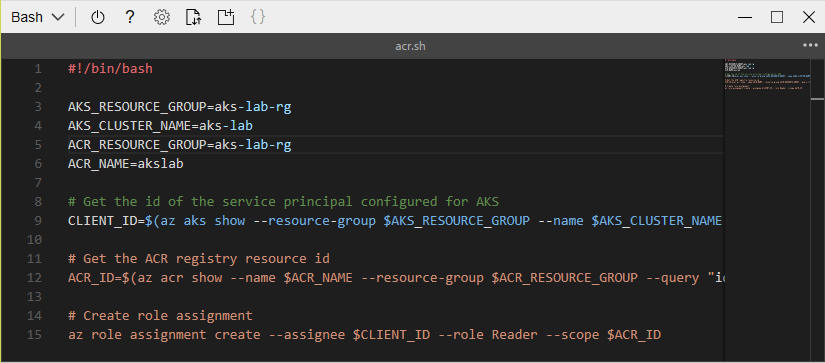 Bash
?
{}
acr.sh
1 #!/bin/bash
2
3 AKS_RESOURCE_GROUP=aks-lab-rg
4 AKS_CLUSTER_NAME=aks-lab
5 ACR_RESOURCE_GROUP=aks-lab-rg
6 ACR_NAME=akslab
7
8 # Get the id of the service principal configured for AKS
9 CLIENT_ID=$(az aks show --resource-group $AKS_RESOURCE_GROUP --name $AKS_CLUSTER_NAME
10
11 # Get the ACR registry resource id
12 ACR_ID=$(az acr show --name $ACR_NAME --resource-group $ACR_RESOURCE_GROUP --query "i
13
14 # Create role assignment
15 az role assignment create --assignee $CLIENT_ID --role Reader --scope $ACR_ID